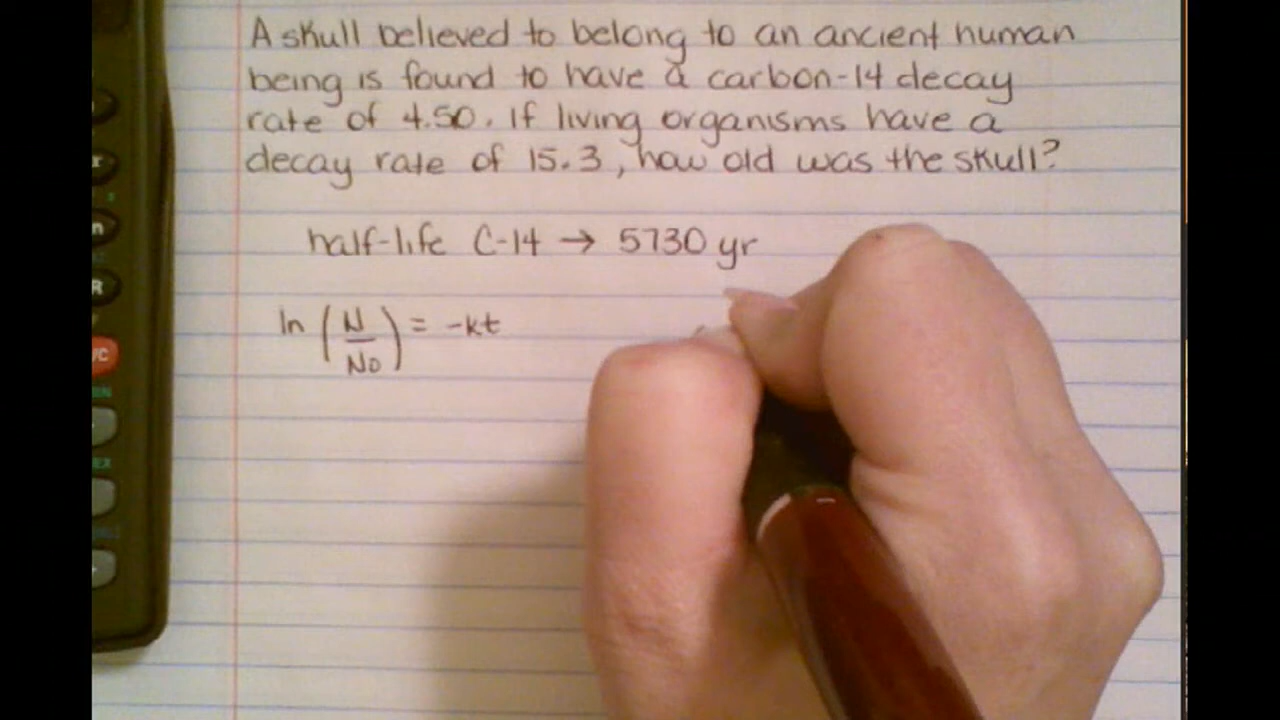 A skull believed to belong to an ancient human
being is found to have a carbon-14 decay
rate of 4.50. If living organisms have a
decay rate of 15.3, how old was the skull?
half-life C-14 → 5730 yr
ln (N/No) = -kt